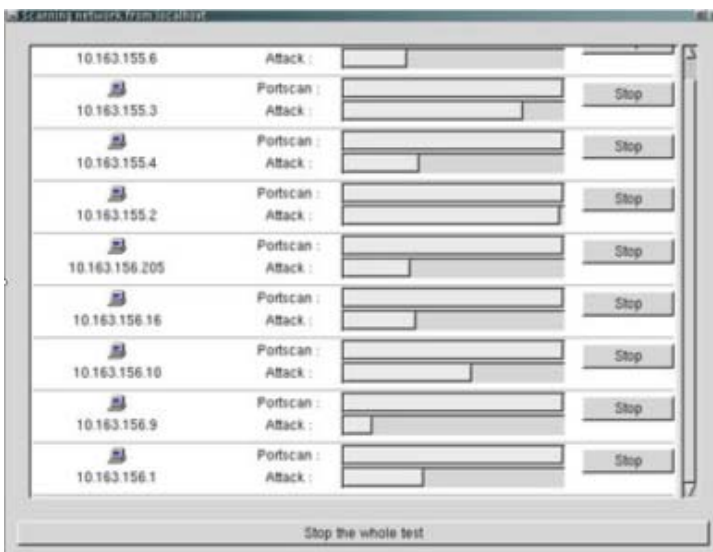 Scanning network from localhost
10.163.155.6 Attack :
Portscan :
Stop
10.163.155.3 Attack :
Portscan :
Stop
10.163.155.4 Attack :
Portscan :
Stop
10.163.155.2 Attack :
Portscan :
Stop
10.163.156.205 Attack :
Portscan :
Stop
10.163.156.16 Attack :
Portscan :
Stop
10.163.156.10 Attack :
Portscan :
Stop
10.163.156.9 Attack :
Portscan :
Stop
10.163.156.1 Attack :
Stop the whole test